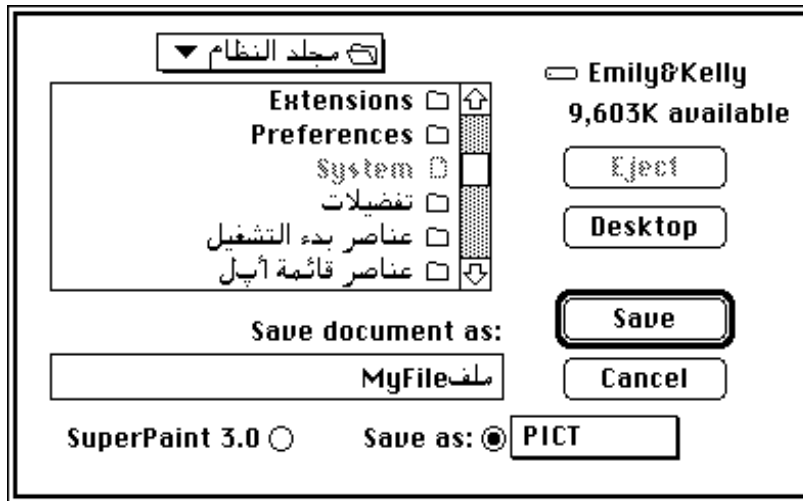 مجلد النظام
Emily&Kelly
9,603K available
Extensions
Preferences
System
تفضيلات
عناصر بدء التشغيل
عناصر قائمة أپل
Eject
Desktop
Save document as:
ملفMyFile
Save
Cancel
SuperPaint 3.0
Save as: PICT